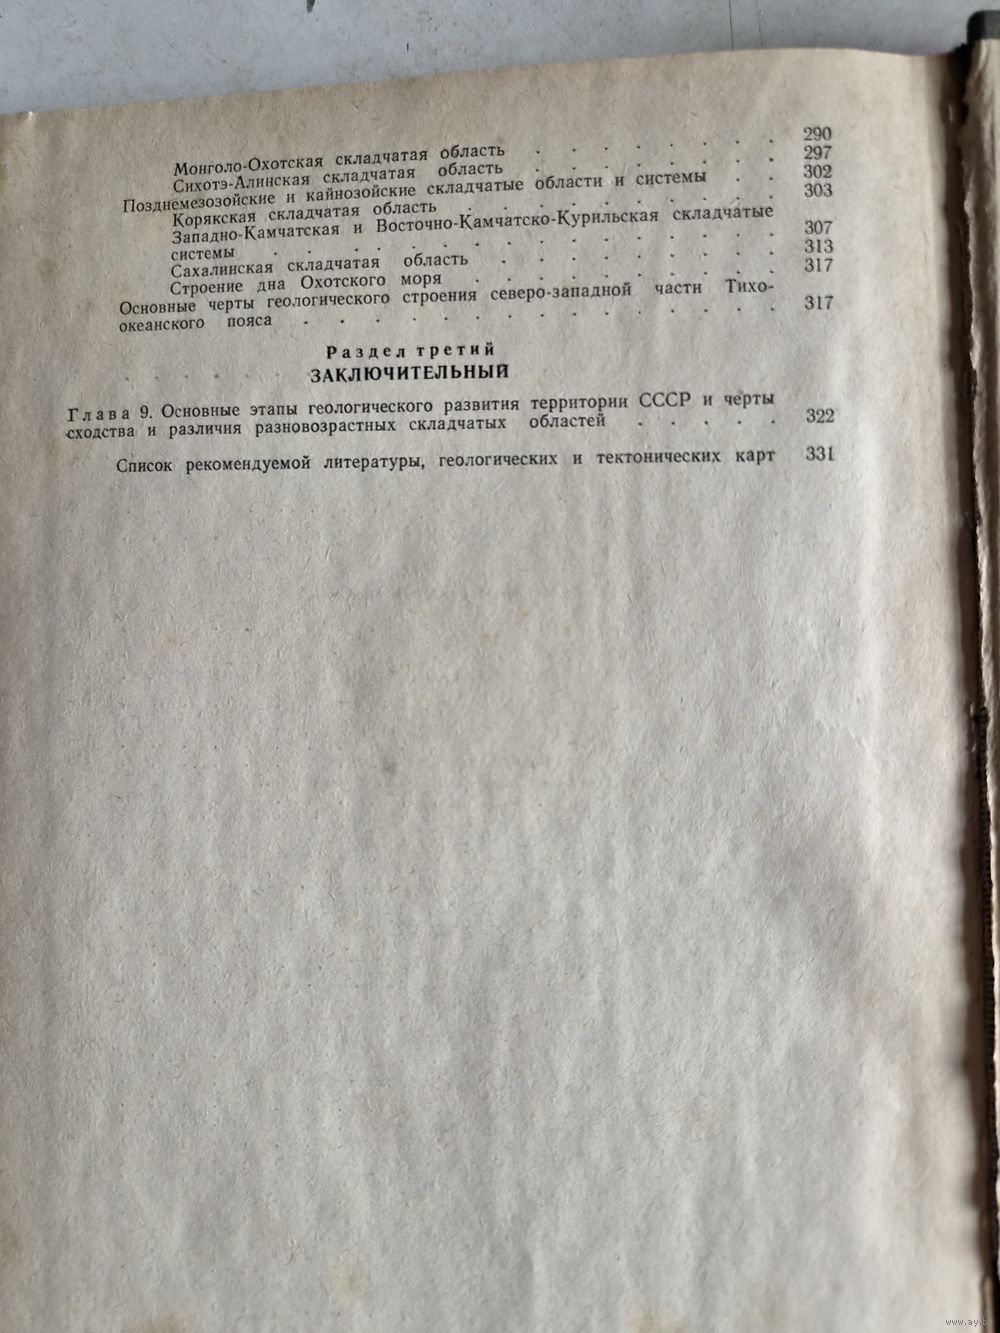 Монголо-Охотская складчатая область . . . . . . . 290
Сихотэ-Алинская складчатая область . . . . . . . 297
Позднемезозойские и кайнозойские складчатые области и системы . . 302
Корякская складчатая область . . . . . . . . . 303
Западно-Камчатская и Восточно-Камчатско-Курильская складчатые
системы . . . . . . . . . . . . . . 307
Сахалинская складчатая область . . . . . . . . 313
Строение дна Охотского моря . . . . . . . . . 317
Основные черты геологического строения северо-западной части Тихо-
океанского пояса . . . . . . . . . . . . . . 317
Раздел третий
ЗАКЛЮЧИТЕЛЬНЫЙ
Глава 9. Основные этапы геологического развития территории СССР и черты
сходства и различия разновозрастных складчатых областей . . . . . 322
Список рекомендуемой литературы, геологических и тектонических карт 331